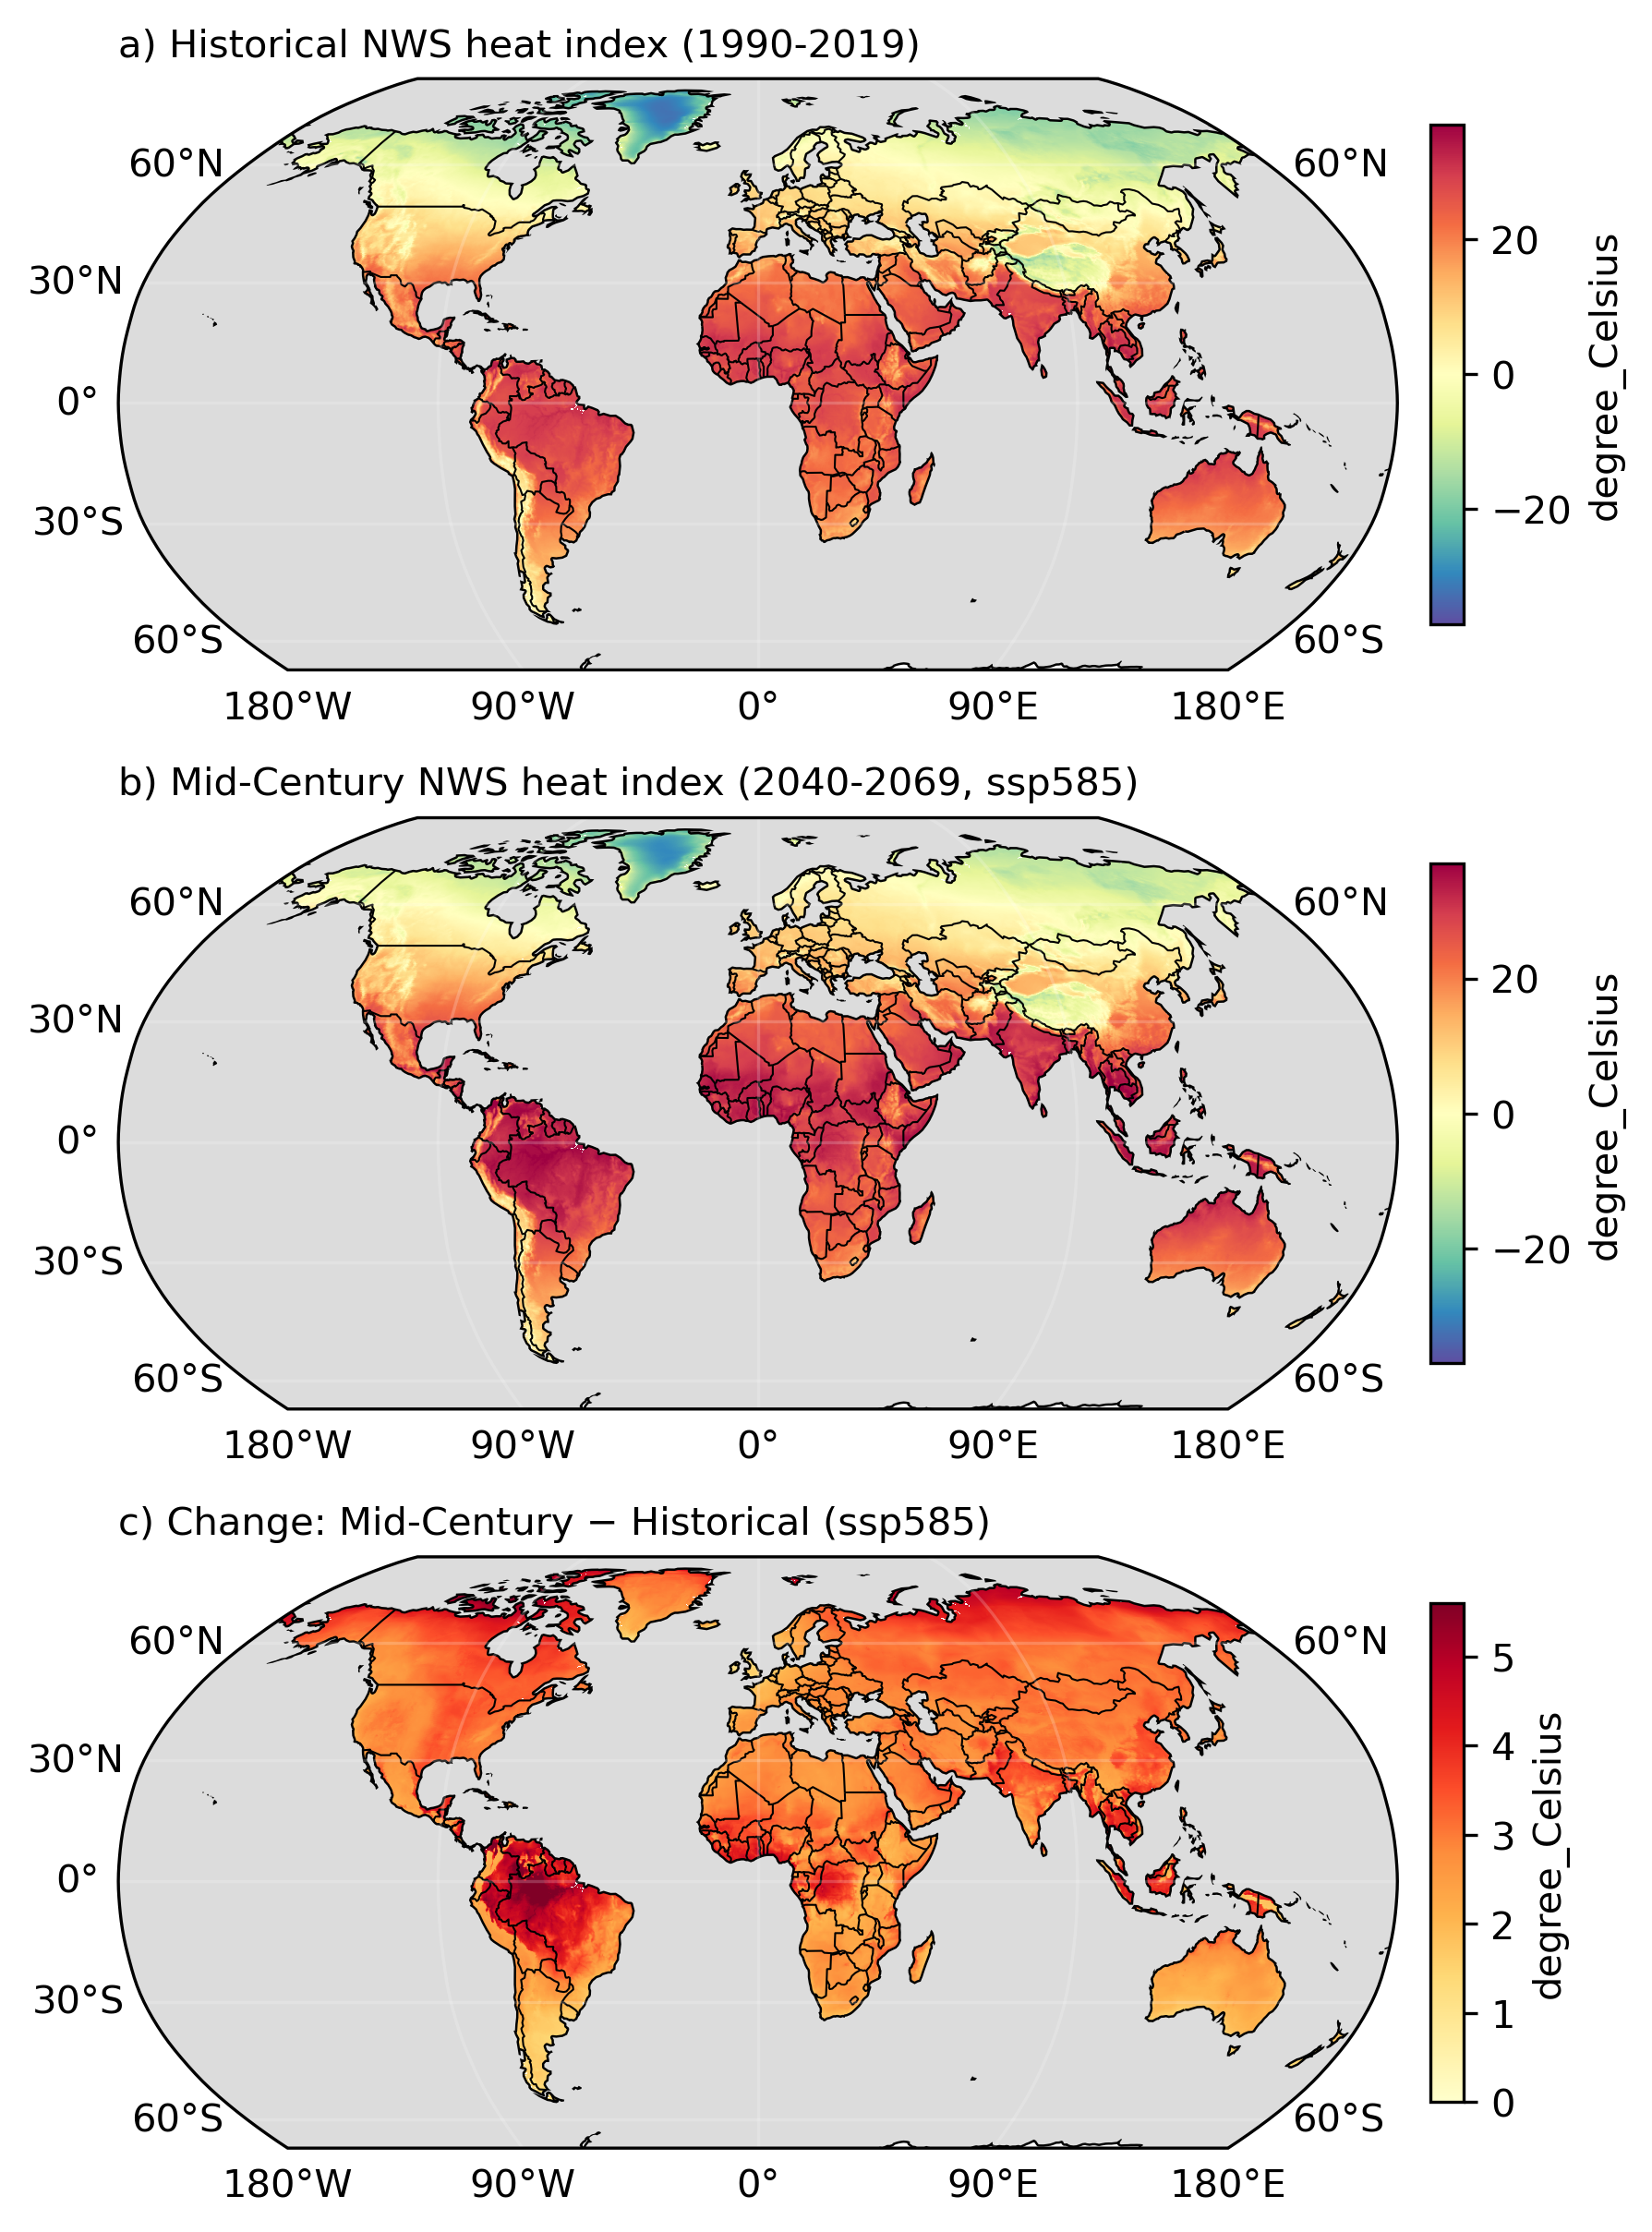 a) Historical NWS heat index (1990-2019)
60°N
60°N
20
30°N
0
0°
−20
30°S
degree_Celsius
60°S
60°S
180°W 90°W 0° 90°E 180°E
b) Mid-Century NWS heat index (2040-2069, ssp585)
60°N
60°N
20
30°N
0
0°
−20
30°S
degree_Celsius
60°S
60°S
180°W 90°W 0° 90°E 180°E
c) Change: Mid-Century − Historical (ssp585)
60°N
60°N
5
30°N
4
3
0°
2
30°S
1
0
degree_Celsius
60°S
60°S
180°W 90°W 0° 90°E 180°E